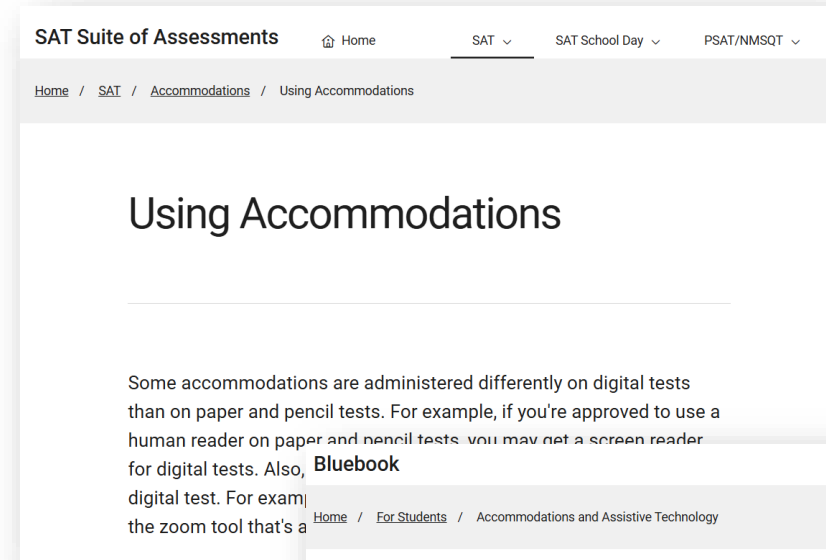 SAT Suite of Assessments
Home SAT SAT School Day PSAT/NMSQT
Home / SAT / Accommodations / Using Accommodations
Using Accommodations
Some accommodations are administered differently on digital tests
than on paper and pencil tests. For example, if you're approved to use a
human reader on paper and pencil tests, you may get a screen reader
for digital tests. Also,
digital test. For
the zoom tool that's
Bluebook
Home / For Students / Accommodations and Assistive Technology